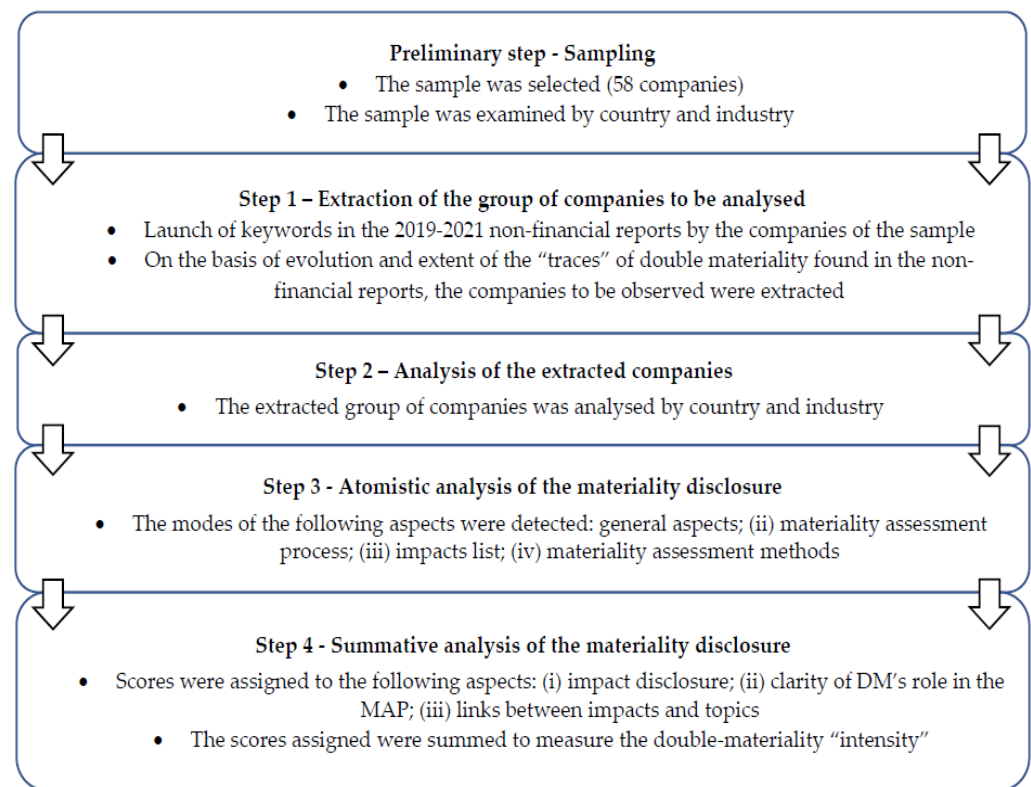 Preliminary step - Sampling
• The sample was selected (58 companies)
• The sample was examined by country and industry
Step 1 – Extraction of the group of companies to be analysed
• Launch of keywords in the 2019-2021 non-financial reports by the companies of the sample
• On the basis of evolution and extent of the “traces” of double materiality found in the non-
financial reports, the companies to be observed were extracted
Step 2 – Analysis of the extracted companies
• The extracted group of companies was analysed by country and industry
Step 3 - Atomistic analysis of the materiality disclosure
• The modes of the following aspects were detected: general aspects; (ii) materiality assessment
process; (iii) impacts list; (iv) materiality assessment methods
Step 4 - Summative analysis of the materiality disclosure
• Scores were assigned to the following aspects: (i) impact disclosure; (ii) clarity of DM’s role in the
MAP; (iii) links between impacts and topics
• The scores assigned were summed to measure the double-materiality “intensity”